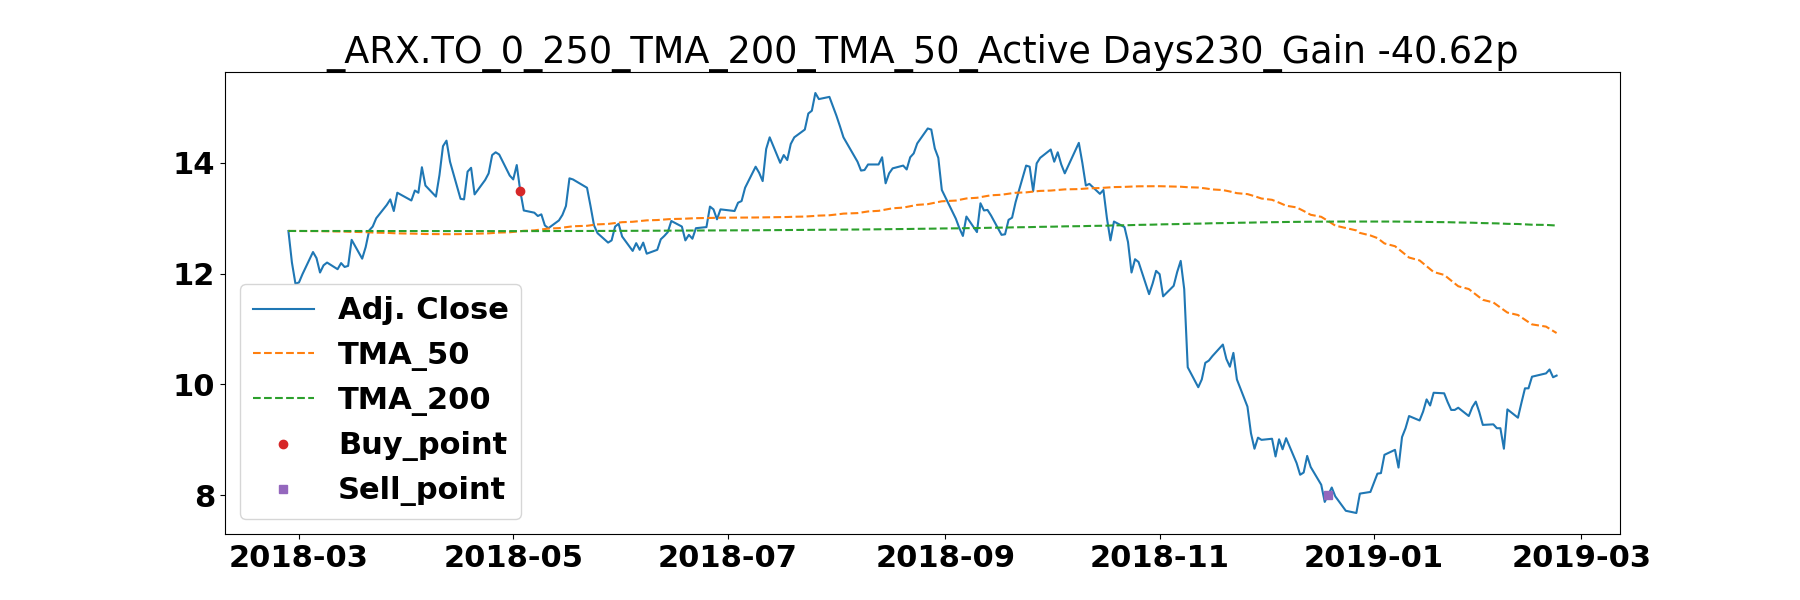 _ARX.TO_0_250_TMA_200_TMA_50_Active Days230_Gain -40.62p
14
12
10
8
Adj. Close
TMA_50
TMA_200
Buy_point
Sell_point
2018-03 2018-05 2018-07 2018-09 2018-11 2019-01 2019-03